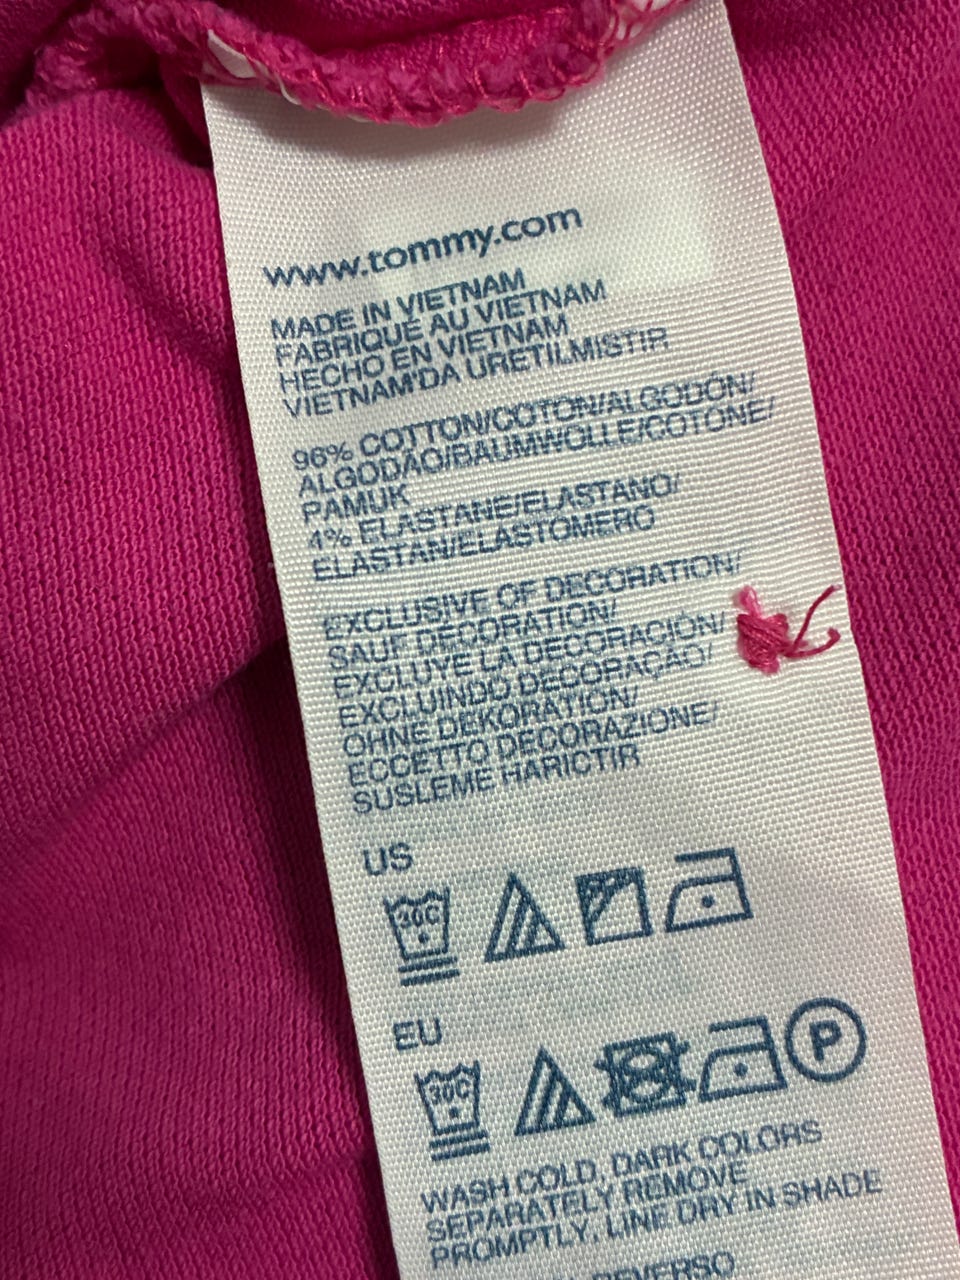 www.tommy.com
MADE IN VIETNAM
FABRIQUÉ AU VIETNAM
HECHO EN VIETNAM
VIETNAM'DA URETILMISTIR
96% COTTON/COTON/ALGODÓN/
ALGODÃO/BAUMWOLLE/COTONE/
PAMUK
4% ELASTANE/ELASTANO/
ELASTAN/ELASTOMERO
EXCLUSIVE OF DECORATION/
SAUF DÉCORATION/
EXCLUYE LA DECORACIÓN/
EXCLUINDO DECORAÇÃO/
OHNE DEKORATION/
ECCETTO DECORAZIONE/
SUSLEME HARICTIR
US
30C
EU
30C P
WASH COLD, DARK COLORS
SEPARATELY REMOVE
PROMPTLY, LINE DRY IN SHADE
REVERSO